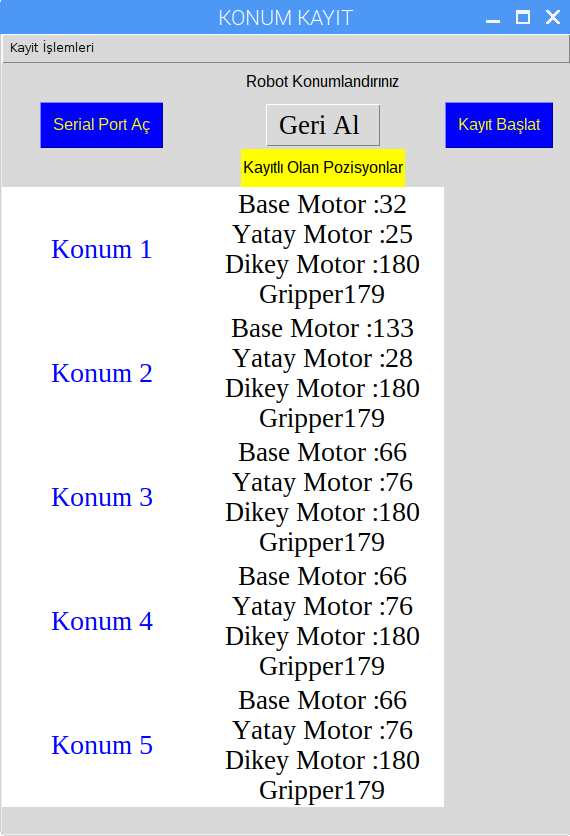 KONUM KAYIT
Kayit İşlemleri
Robot Konumlandırınız
Serial Port Aç
Geri Al
Kayıt Başlat
Kayıtlı Olan Pozisyonlar
Konum 1
Base Motor :32
Yatay Motor :25
Dikey Motor :180
Gripper179
Konum 2
Base Motor :133
Yatay Motor :28
Dikey Motor :180
Gripper179
Konum 3
Base Motor :66
Yatay Motor :76
Dikey Motor :180
Gripper179
Konum 4
Base Motor :66
Yatay Motor :76
Dikey Motor :180
Gripper179
Konum 5
Base Motor :66
Yatay Motor :76
Dikey Motor :180
Gripper179